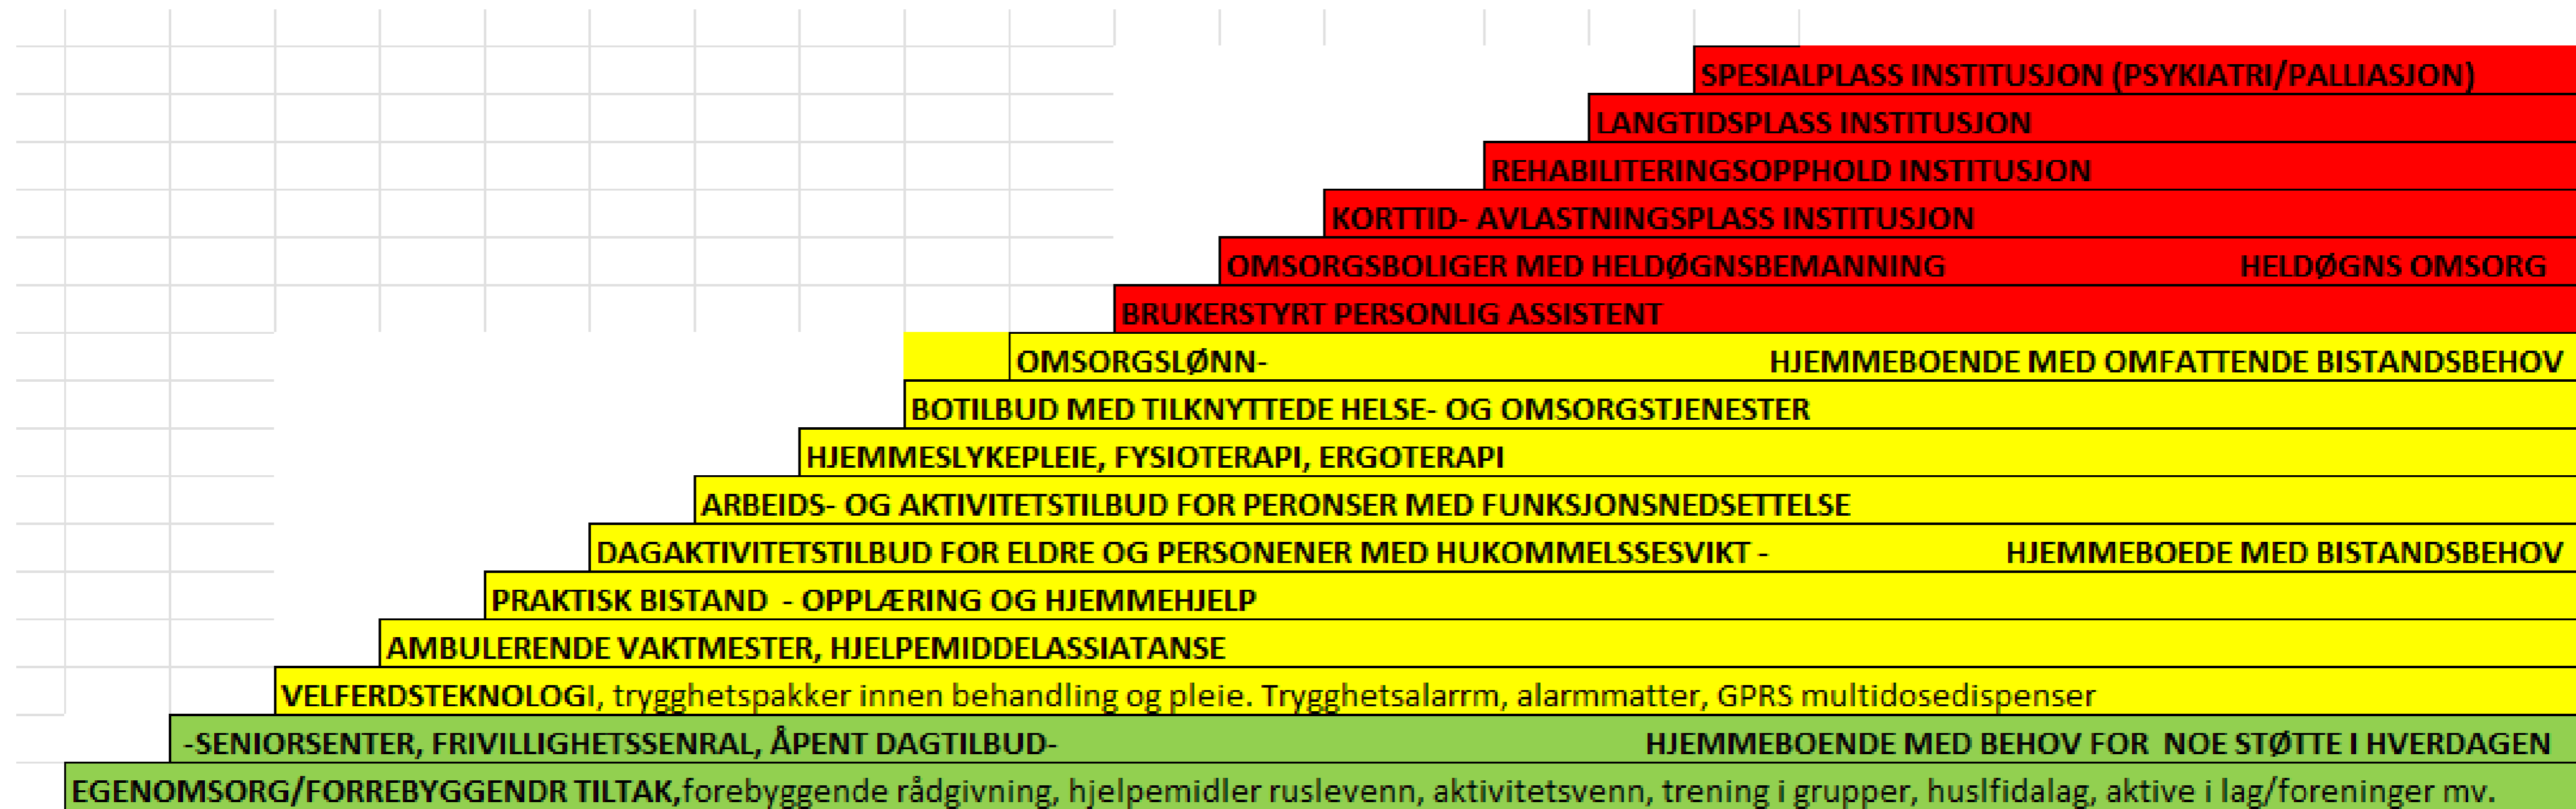 SPESIALPLASS INSTITUSJON (PSYKIATRI/PALLIASJON)
LANGTIDSPLASS INSTITUSJON
REHABILITERINGSOPPHOLD INSTITUSJON
KORTTID- AVLASTNINGSPLASS INSTITUSJON
OMSORGSBOLIGER MED HELDØGNSBEMANNING HELDØGNS OMSORG
BRUKERSTYRT PERSONLIG ASSISTENT
OMSORGSLØNN- HJEMMEBOENDE MED OMFATTENDE BISTANDSBEHOV
BOTILBUD MED TILKNYTTEDE HELSE- OG OMSORGSTJENESTER
HJEMMESLYKEPLEIE, FYSIOTERAPI, ERGOTERAPI
ARBEIDS- OG AKTIVITETSTILBUD FOR PERONSER MED FUNKSJONSNEDSETTELSE
DAGAKTIVITETSTILBUD FOR ELDRE OG PERSONENER MED HUKOMMELSSESVIKT - HJEMMEBOEDE MED BISTANDSBEHOV
PRAKTISK BISTAND - OPPLÆRING OG HJEMMEHJELP
AMBULERENDE VAKTMESTER, HJELPEMIDDELASSIATANSE
VELFERDSTEKNOLOGI, trygghetspakker innen behandling og pleie. Trygghetsalarrm, alarmmatter, GPRS multidosedispenser
-SENIORSENTER, FRIVILLIGHETSSENRAL, ÅPENT DAGTILBUD- HJEMMEBOENDE MED BEHOV FOR NOE STØTTE I HVERDAGEN
EGENOMSORG/FORREBYGGENDR TILTAK,forebyggende rådgivning, hjelpemidler ruslevenn, aktivitetsvenn, trening i grupper, huslfidalag, aktive i lag/foreninger mv.